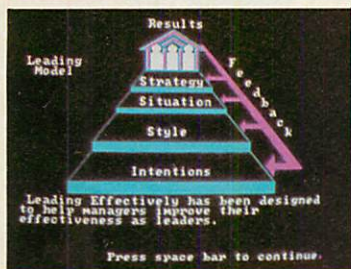 Results
Leading
Model
Feedback
Strategy
Situation
Style
Intentions
Leading Effectively has been designed
to help managers improve their
effectiveness as leaders.
Press space bar to continue.